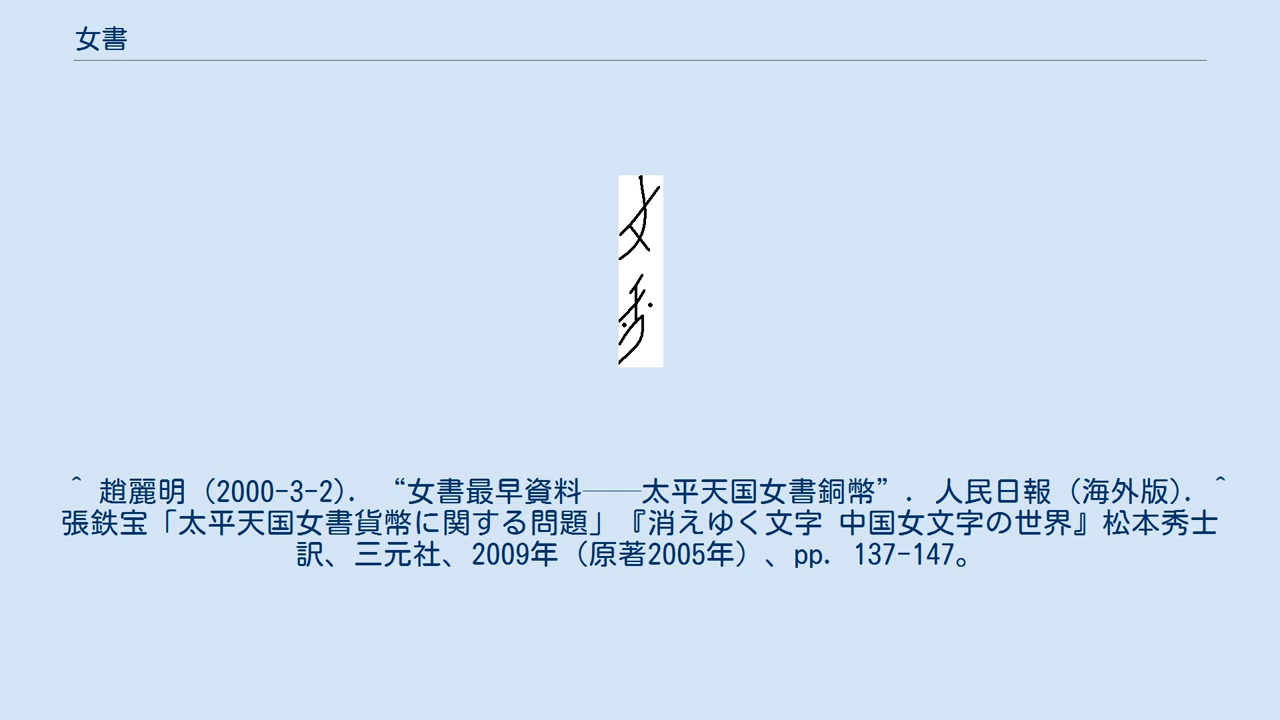 女書
^ 趙麗明 (2000-3-2). “女書最早資料──太平天国女書銅幣”. 人民日報 (海外版). ^
張鉄宝「太平天国女書貨幣に関する問題」『消えゆく文字 中国女文字の世界』松本秀士
訳、三元社、2009年（原著2005年）、pp. 137-147。